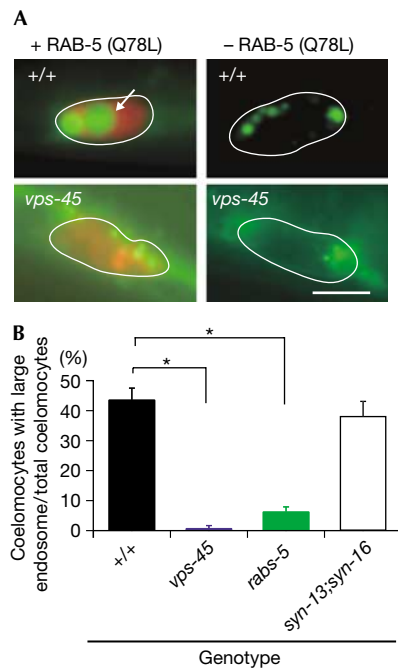 A
+ RAB-5 (Q78L)
– RAB-5 (Q78L)
+/+
+/+
vps-45
vps-45
B
(%)
Coelomocytes with large
endosome/total coelomocytes
50
40
30
20
10
0
*
*
+/+
vps-45
rabs-5
syn-13;syn-16
Genotype